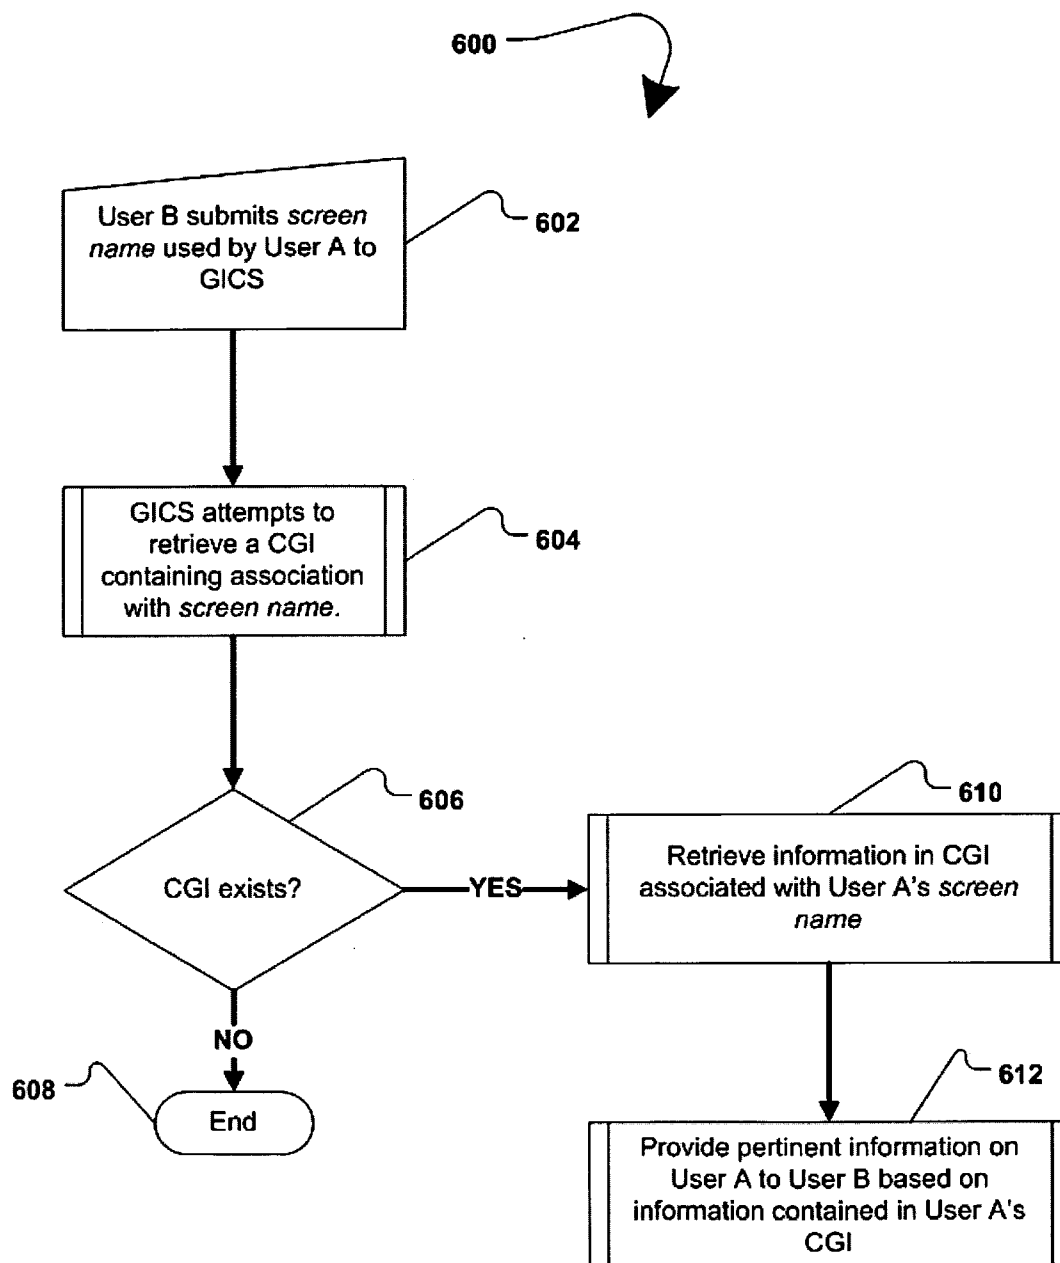 600
User B submits screen
name used by User A to
GICS
602
GICS attempts to
retrieve a CGI
containing association
with screen name.
604
CGI exists?
606
YES
NO
608
End
610
Retrieve information in CGI
associated with User A's screen
name
612
Provide pertinent information on
User A to User B based on
information contained in User A's
CGI